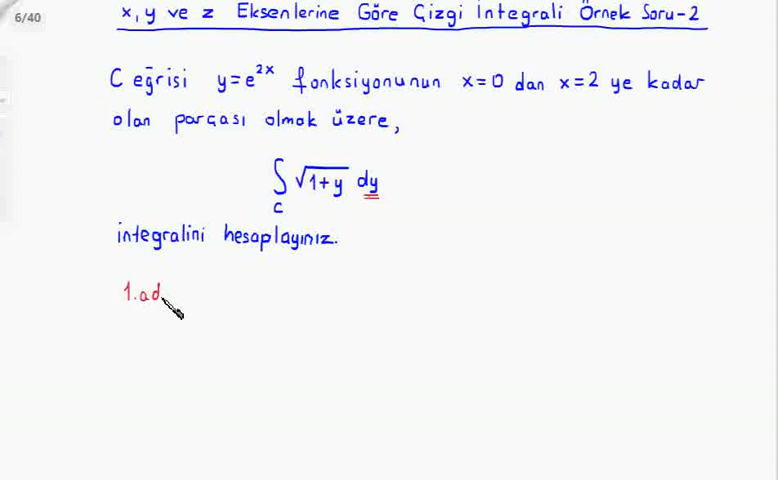 6/40
x, y ve z Eksenlerine Göre Çizgi İntegrali Örnek Soru-2
C eğrisi y=e^{2x} fonksiyonunun x=0 dan x=2 ye kadar
olan parçası olmak üzere,
∫_C √(1+y) dy
integralini hesaplayınız.
1.ad